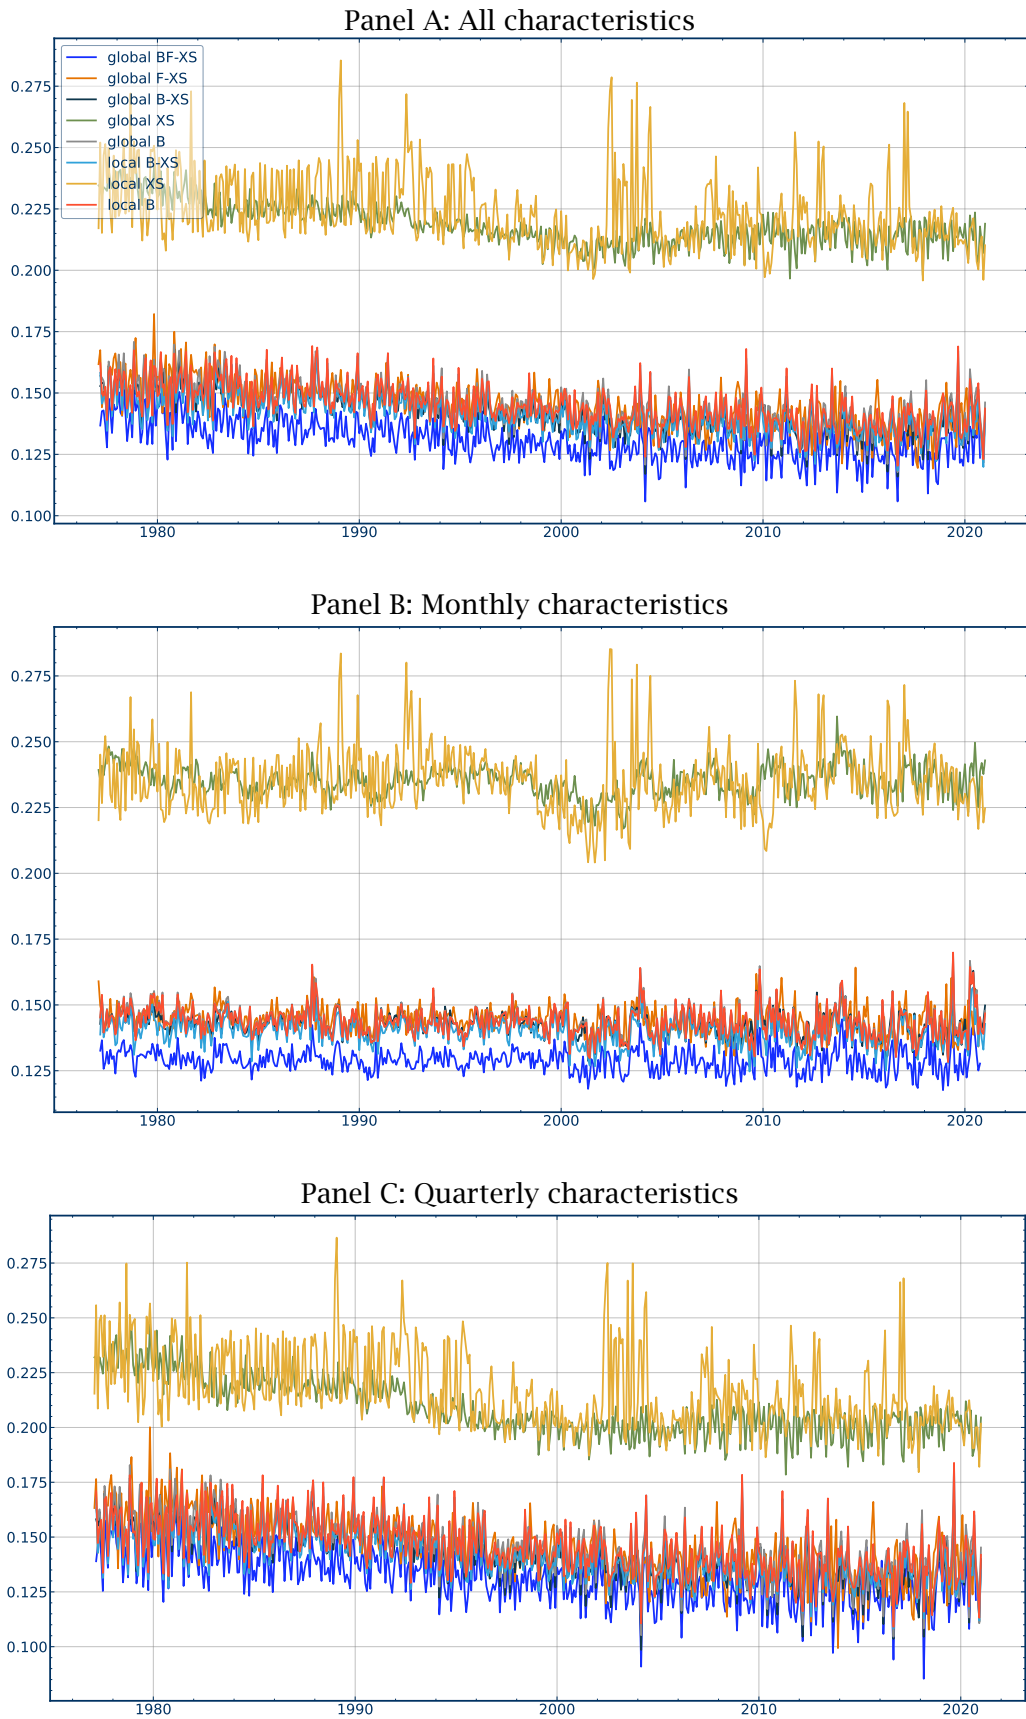 Panel A: All characteristics
global BF-XS
global F-XS
global B-XS
global XS
global B
local B-XS
local XS
local B
0.275
0.250
0.225
0.200
0.175
0.150
0.125
0.100
1980 1990 2000 2010 2020
Panel B: Monthly characteristics
0.275
0.250
0.225
0.200
0.175
0.150
0.125
1980 1990 2000 2010 2020
Panel C: Quarterly characteristics
0.275
0.250
0.225
0.200
0.175
0.150
0.125
0.100
1980 1990 2000 2010 2020